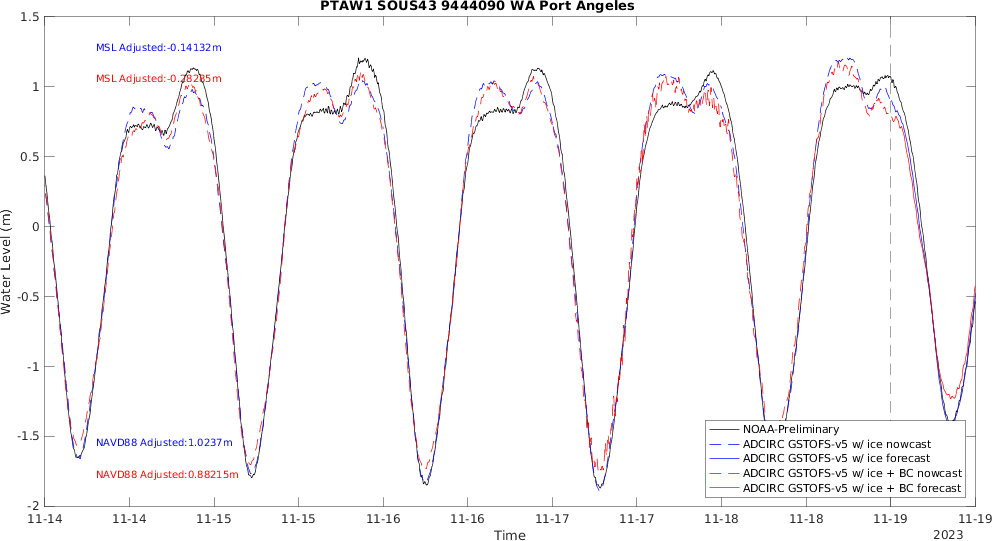 PTAW1 SOUS43 9444090 WA Port Angeles
1.5
1
0.5
0
-0.5
-1
-1.5
-2
Water Level (m)
MSL Adjusted:-0.14132m
MSL Adjusted:-0.28285m
NAVD88 Adjusted:1.0237m
NAVD88 Adjusted:0.88215m
NOAA-Preliminary
ADCIRC GSTOFS-v5 w/ ice nowcast
ADCIRC GSTOFS-v5 w/ ice forecast
ADCIRC GSTOFS-v5 w/ ice + BC nowcast
ADCIRC GSTOFS-v5 w/ ice + BC forecast
11-14 11-14 11-15 11-15 11-16 11-16 11-17 11-17 11-18 11-18 11-19 11-19
Time
2023